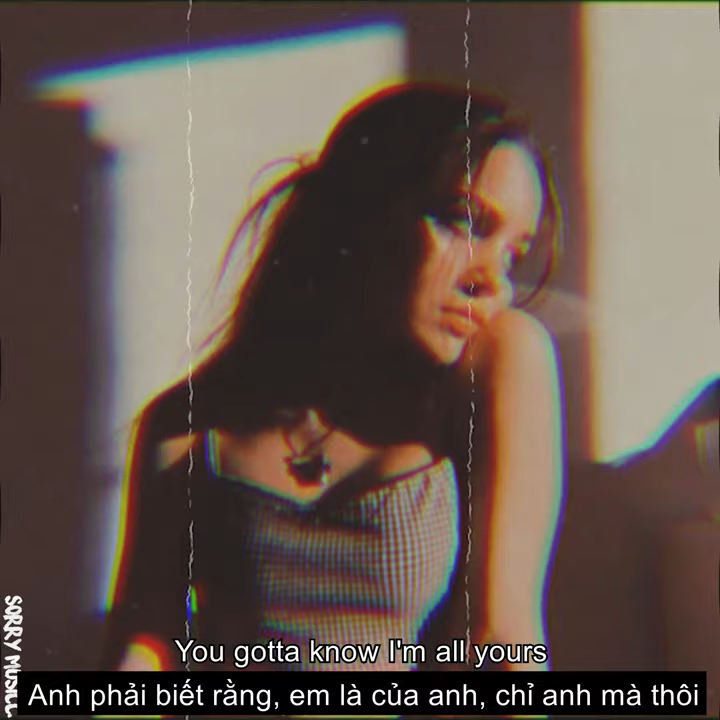 You gotta know I'm all yours
Anh phải biết rằng, em là của anh, chỉ anh mà thôi
SORRY MUSIC